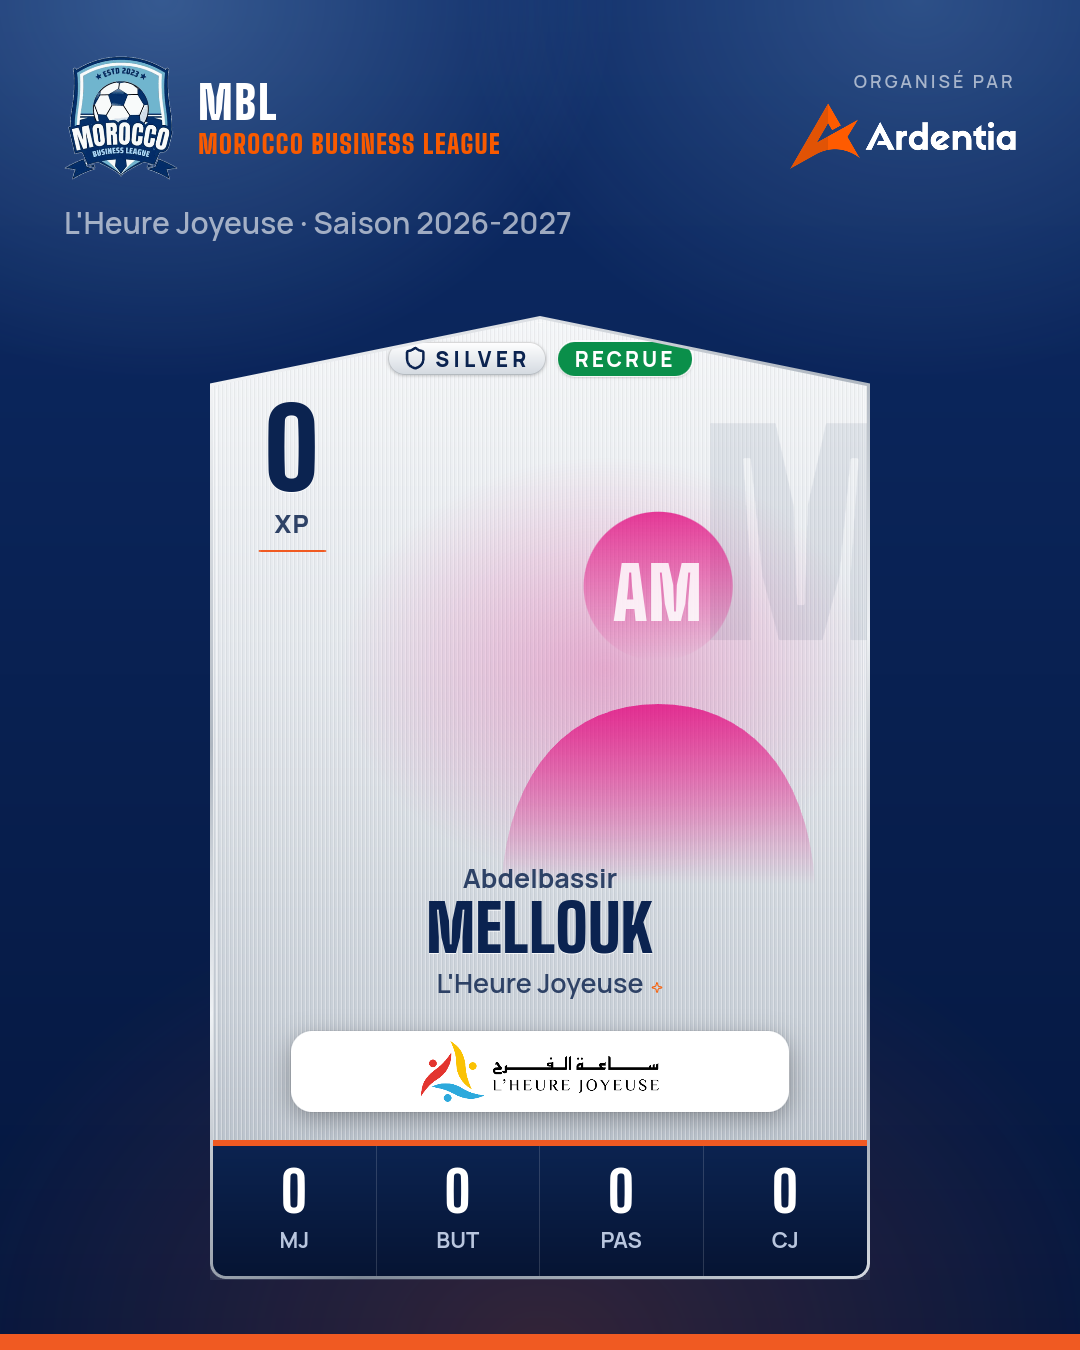 ★ ESTD 2023 ★
MOROCCO
BUSINESS LEAGUE
MBL
MOROCCO BUSINESS LEAGUE
ORGANISÉ PAR
Ardentia
L'Heure Joyeuse · Saison 2026-2027
SILVER
RECRUE
0
XP
M
AM
Abdelbassir
MELLOUK
L'Heure Joyeuse
ساعة الفرح
L'HEURE JOYEUSE
0
MJ
0
BUT
0
PAS
0
CJ